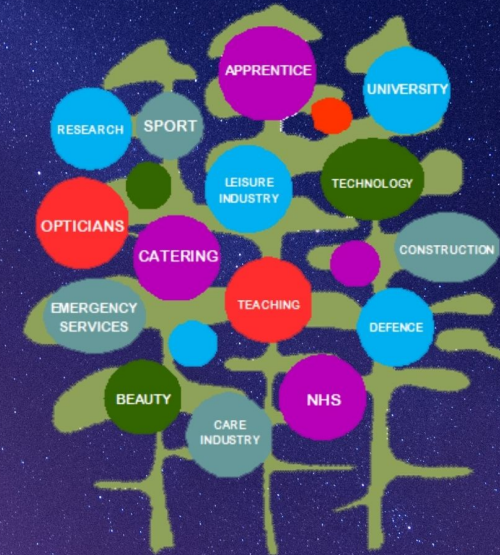 APPRENTICE
UNIVERSITY
RESEARCH
SPORT
LEISURE
INDUSTRY
TECHNOLOGY
OPTICIANS
CATERING
CONSTRUCTION
EMERGENCY
SERVICES
TEACHING
DEFENCE
BEAUTY
NHS
CARE
INDUSTRY